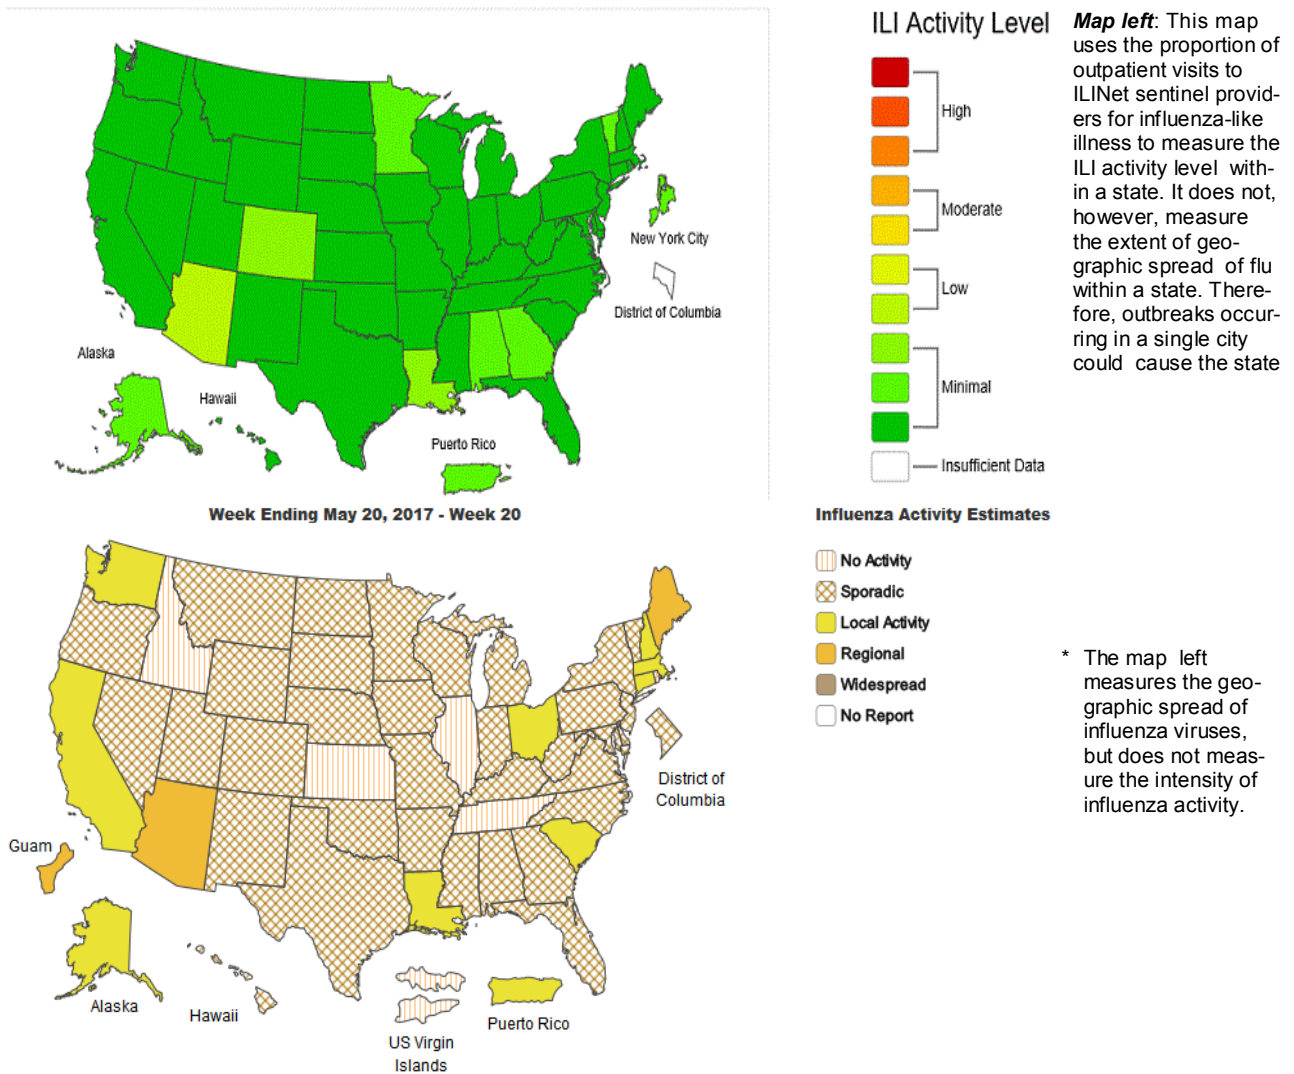 ILI Activity Level
High
Moderate
Low
Minimal
Insufficient Data
Map left: This map
uses the proportion of
outpatient visits to
ILINet sentinel provid-
ers for influenza-like
illness to measure the
ILI activity level with-
in a state. It does not,
however, measure
the extent of geo-
graphic spread of flu
within a state. There-
fore, outbreaks occur-
ring in a single city
could cause the state
New York City
District of Columbia
Alaska
Hawaii
Puerto Rico
Week Ending May 20, 2017 - Week 20
Influenza Activity Estimates
No Activity
Sporadic
Local Activity
Regional
Widespread
No Report
* The map left
measures the geo-
graphic spread of
influenza viruses,
but does not meas-
ure the intensity of
influenza activity.
District of
Columbia
Guam
Alaska
Hawaii
US Virgin
Islands
Puerto Rico